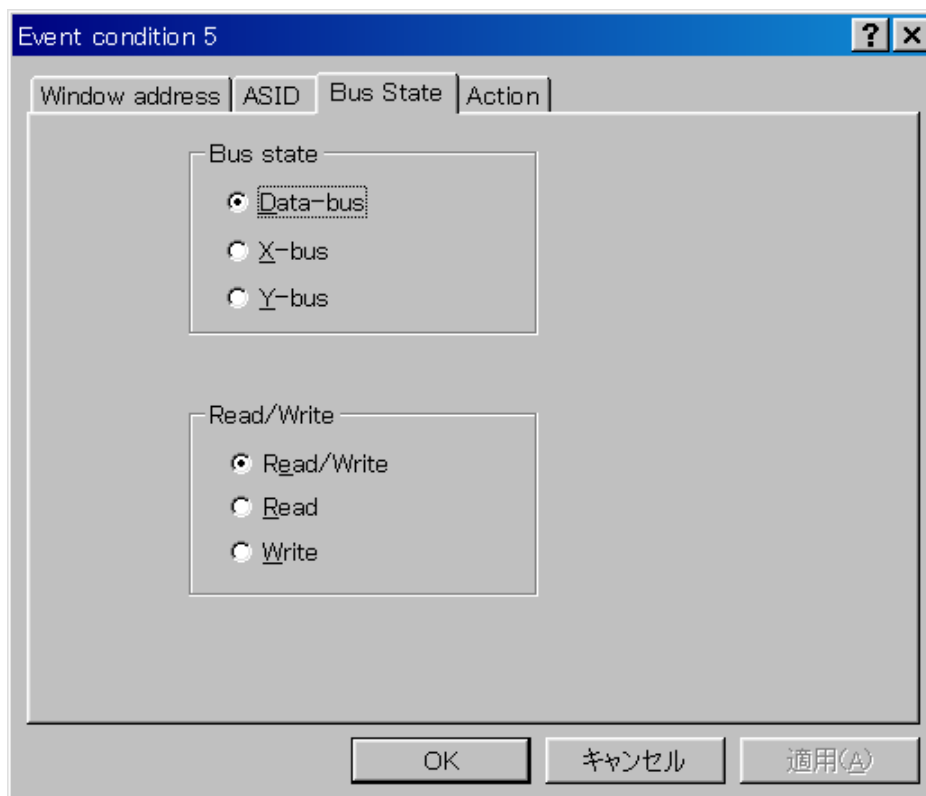 Event condition 5
Window address ASID Bus State Action
Bus state
Data-bus
X-bus
Y-bus
Read/Write
Read/Write
Read
Write
OK キャンセル 適用(A)